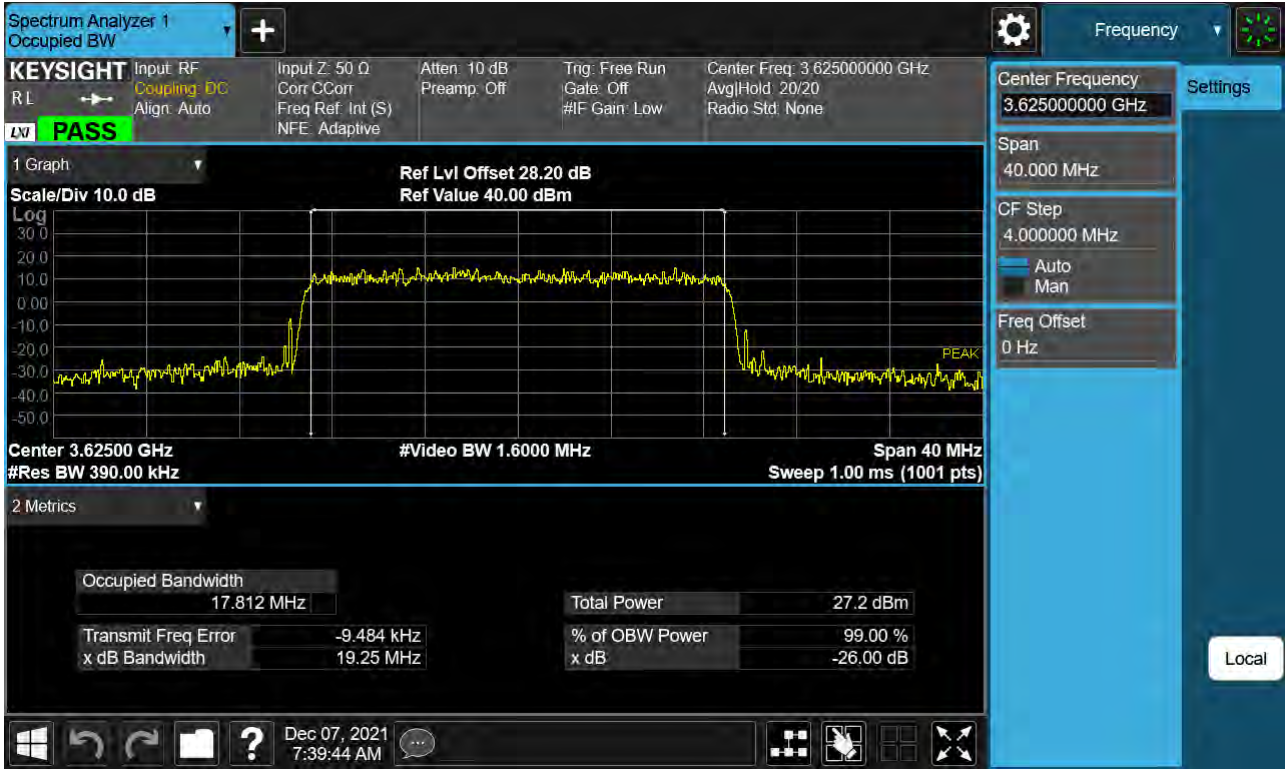 Spectrum Analyzer 1
Occupied BW
Frequency
KEYSIGHT
RL
LXI PASS
Input: RF
Coupling: DC
Align: Auto
Input Z: 50 Ω
Corr CCorr
Freq Ref: Int (S)
NFE: Adaptive
Atten: 10 dB
Preamp: Off
Trig: Free Run
Gate: Off
#IF Gain: Low
Center Freq: 3.625000000 GHz
Avg|Hold: 20/20
Radio Std: None
Center Frequency
3.625000000 GHz
Settings
Span
40.000 MHz
CF Step
4.000000 MHz
Auto
Man
Freq Offset
0 Hz
1 Graph
Scale/Div 10.0 dB
Ref Lvl Offset 28.20 dB
Ref Value 40.00 dBm
Log
30.0
20.0
10.0
0.00
-10.0
-20.0
-30.0
-40.0
-50.0
PEAK
Center 3.62500 GHz
#Video BW 1.6000 MHz
Span 40 MHz
#Res BW 390.00 kHz
Sweep 1.00 ms (1001 pts)
2 Metrics
Occupied Bandwidth
17.812 MHz
Total Power 27.2 dBm
Transmit Freq Error -9.484 kHz
% of OBW Power 99.00 %
x dB Bandwidth 19.25 MHz
x dB -26.00 dB
Local
?
Dec 07, 2021
7:39:44 AM